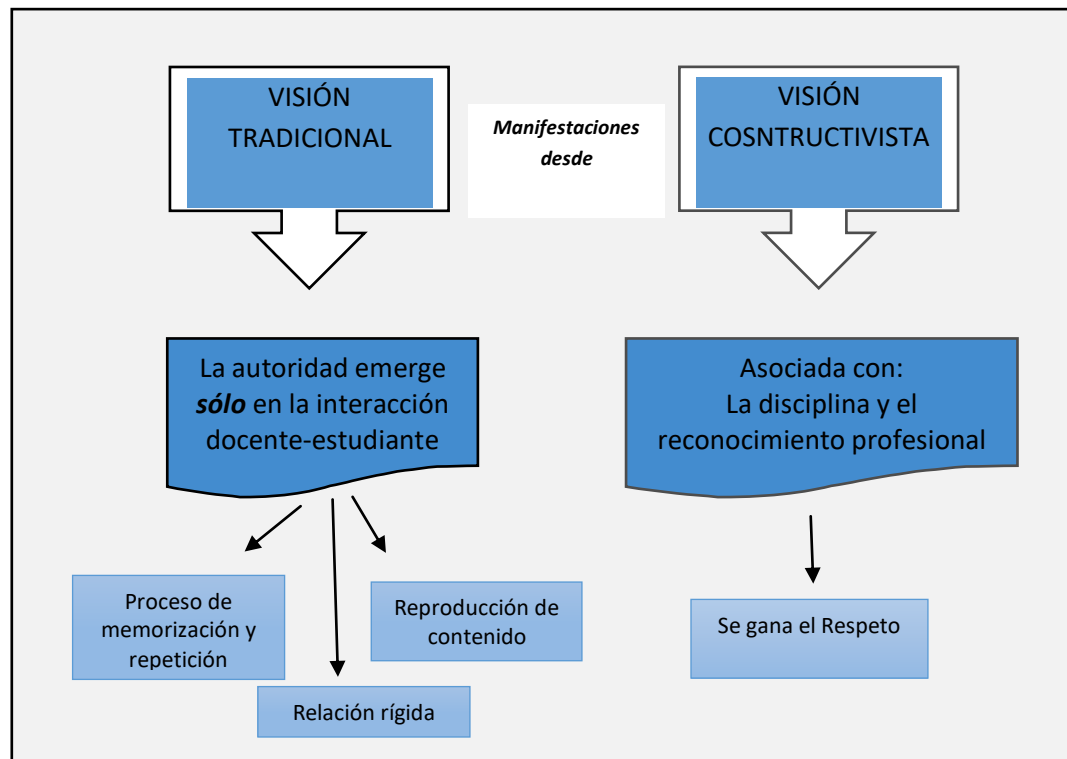 VISIÓN
TRADICIONAL
Manifestaciones
desde
VISIÓN
COSNTRUCTIVISTA
La autoridad emerge
sólo en la interacción
docente-estudiante
Asociada con:
La disciplina y el
reconocimiento profesional
Proceso de
memorización y
repetición
Reproducción de
contenido
Relación rígida
Se gana el Respeto